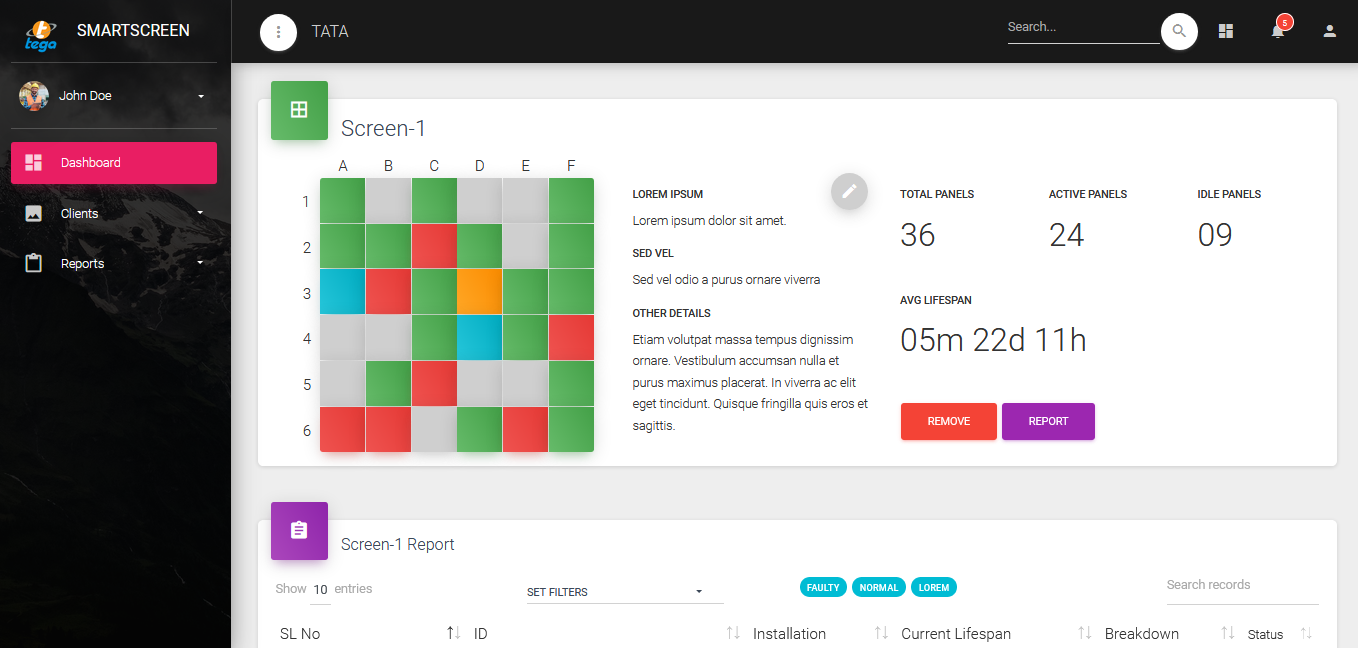 tega
SMARTSCREEN
TATA
Search...
5
John Doe
Dashboard
Clients
Reports
Screen-1
A B C D E F
1
2
3
4
5
6
LOREM IPSUM
Lorem ipsum dolor sit amet.
SED VEL
Sed vel odio a purus ornare viverra
OTHER DETAILS
Etiam volutpat massa tempus dignissim
ornare. Vestibulum accumsan nulla et
purus maximus placerat. In viverra ac elit
eget tincidunt. Quisque fringilla quis eros et
sagittis.
TOTAL PANELS ACTIVE PANELS IDLE PANELS
36 24 09
AVG LIFESPAN
05m 22d 11h
REMOVE REPORT
Screen-1 Report
Show 10 entries SET FILTERS FAULTY NORMAL LOREM Search records
SL No ID Installation Current Lifespan Breakdown Status